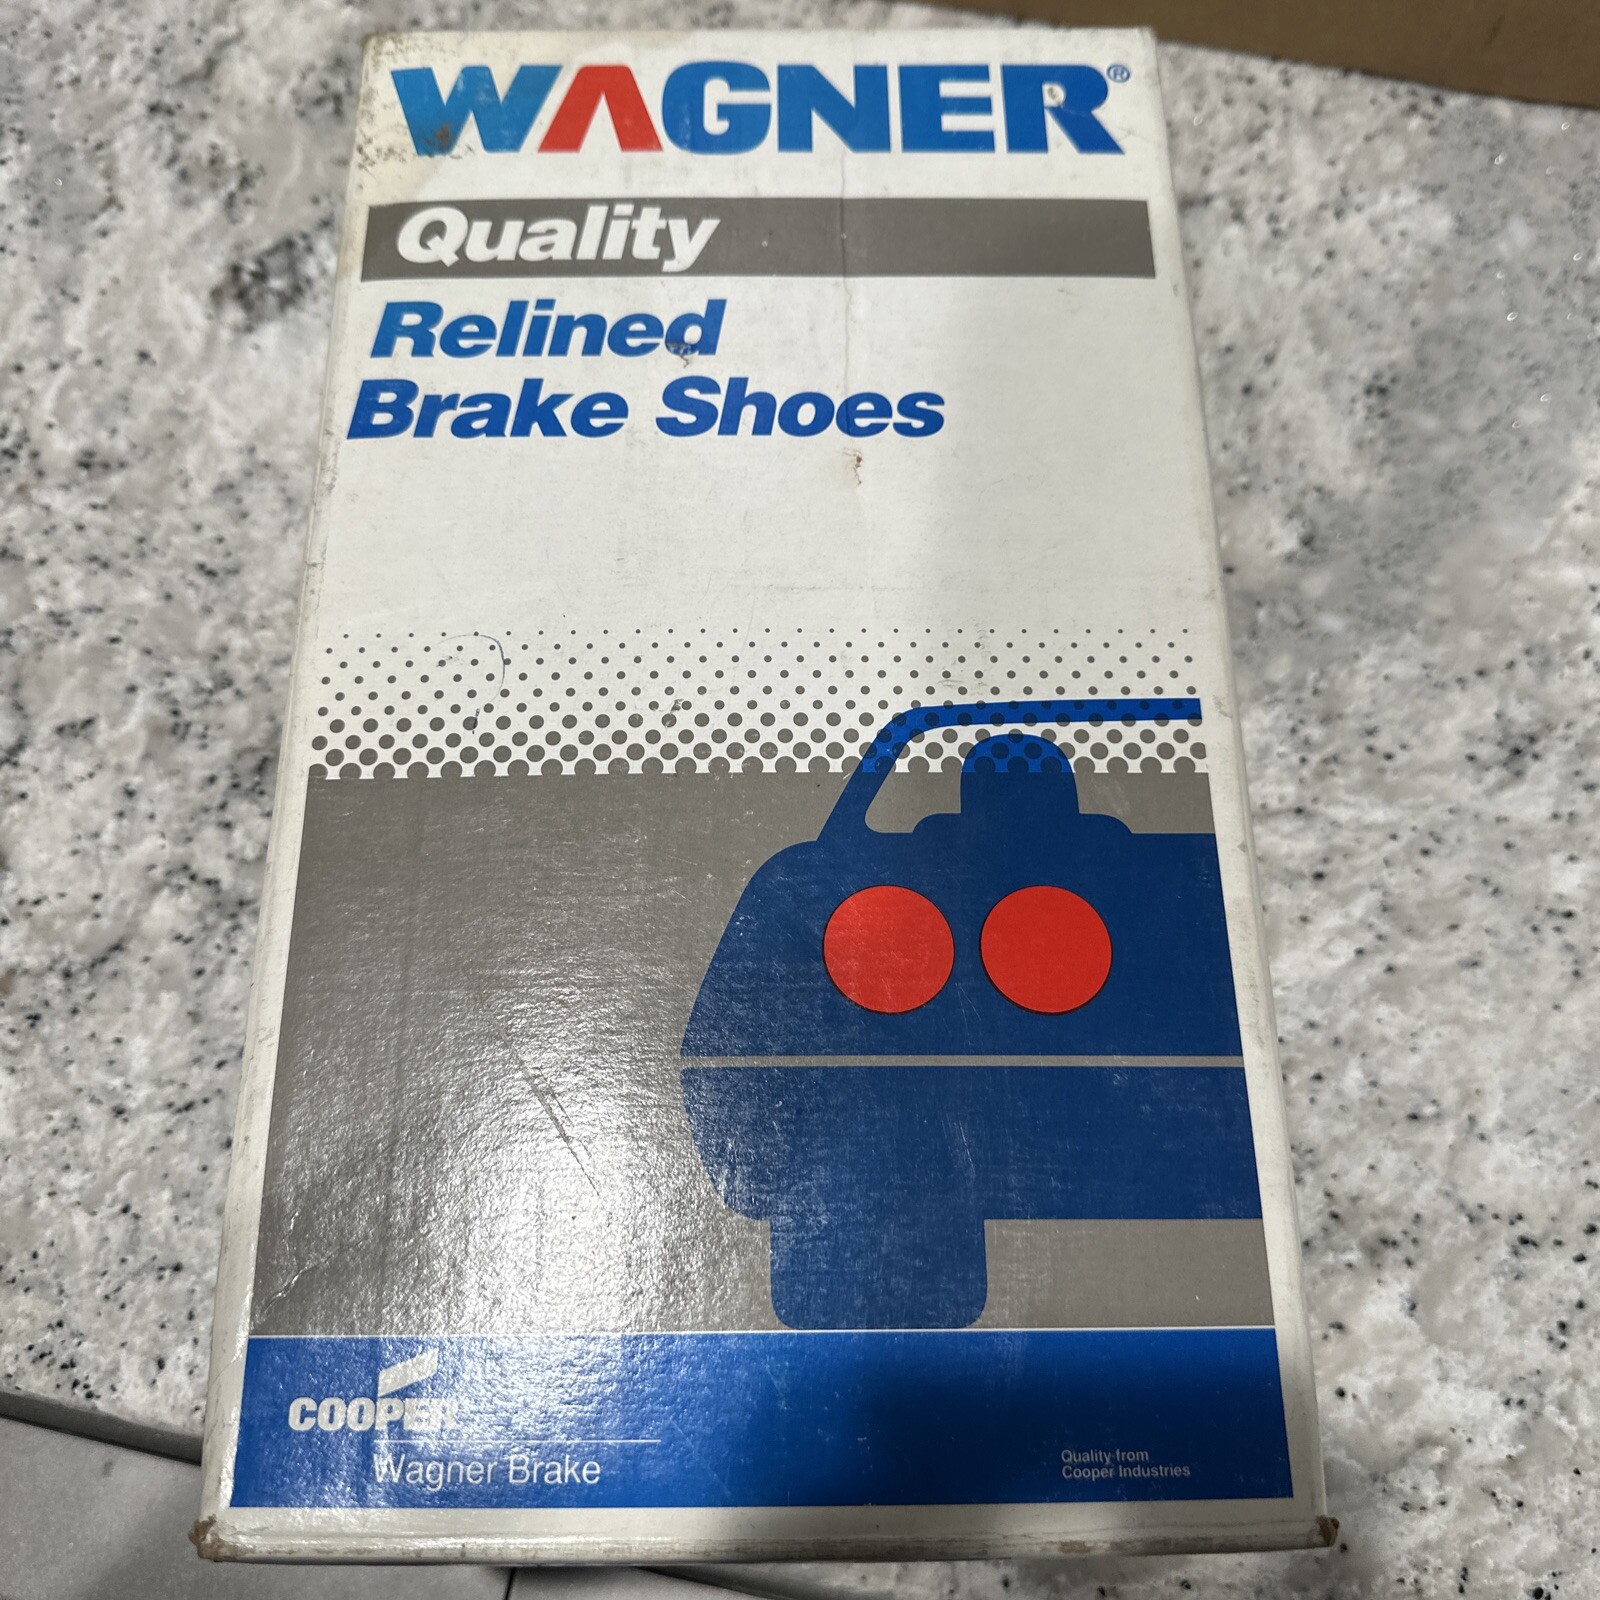 WAGNER®
Quality
Relined
Brake Shoes
COOPER
Wagner Brake
Quality from
Cooper Industries